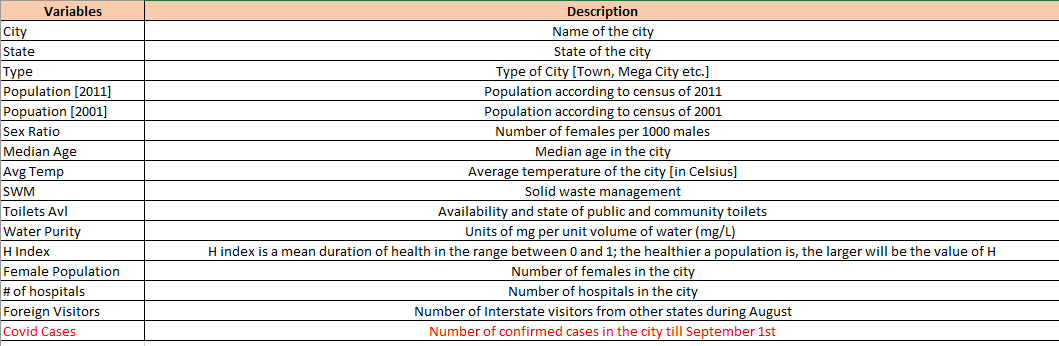 Variables Description
City Name of the city
State State of the city
Type Type of City [Town, Mega City etc.]
Population [2011] Population according to census of 2011
Popuation [2001] Population according to census of 2001
Sex Ratio Number of females per 1000 males
Median Age Median age in the city
Avg Temp Average temperature of the city [in Celsius]
SWM Solid waste management
Toilets Avl Availability and state of public and community toilets
Water Purity Units of mg per unit volume of water (mg/L)
H Index H index is a mean duration of health in the range between 0 and 1; the healthier a population is, the larger will be the value of H
Female Population Number of females in the city
# of hospitals Number of hospitals in the city
Foreign Visitors Number of Interstate visitors from other states during August
Covid Cases Number of confirmed cases in the city till September 1st